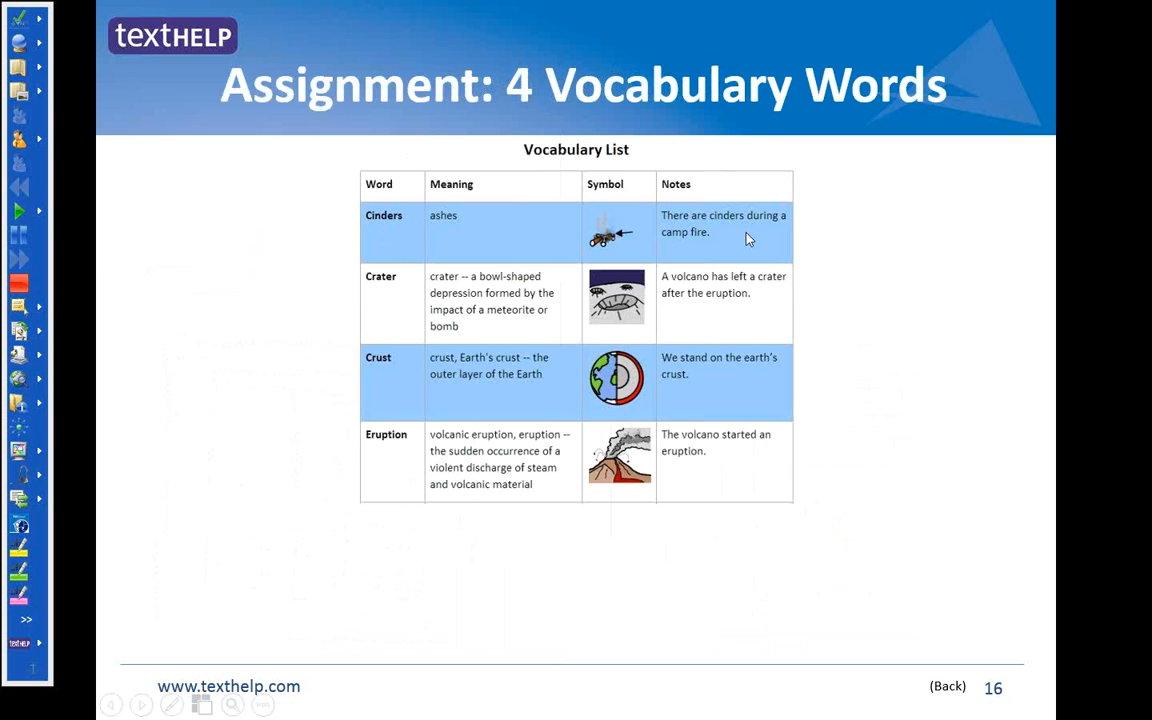 textHELP
Assignment: 4 Vocabulary Words
Vocabulary List
Word Meaning Symbol Notes
Cinders ashes There are cinders during a
camp fire.
Crater crater -- a bowl-shaped A volcano has left a crater
depression formed by the after the eruption.
impact of a meteorite or
bomb
Crust crust, Earth's crust -- the We stand on the earth's
outer layer of the Earth crust.
Eruption volcanic eruption, eruption -- The volcano started an
the sudden occurrence of a eruption.
violent discharge of steam
and volcanic material
>>
textHELP
1
www.texthelp.com (Back) 16